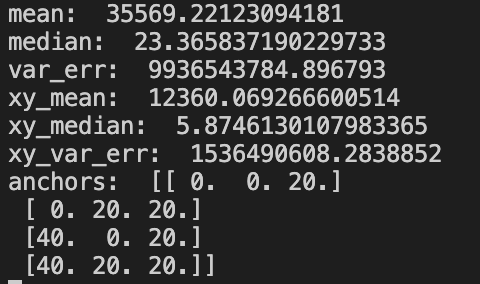 mean:  35569.22123094181
median:  23.365837190229733
var_err:  9936543784.896793
xy_mean:  12360.069266600514
xy_median:  5.8746130107983365
xy_var_err:  1536490608.2838852
anchors:  [[ 0.  0. 20.]
 [ 0. 20. 20.]
 [40.  0. 20.]
 [40. 20. 20.]]